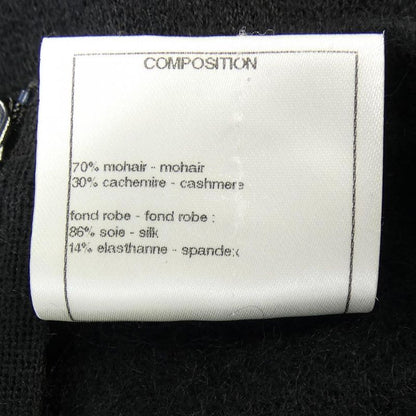 COMPOSITION
70% mohair - mohair
30% cachemire - cashmere
fond robe - fond robe :
86% soie - silk
14% elasthanne - spandex